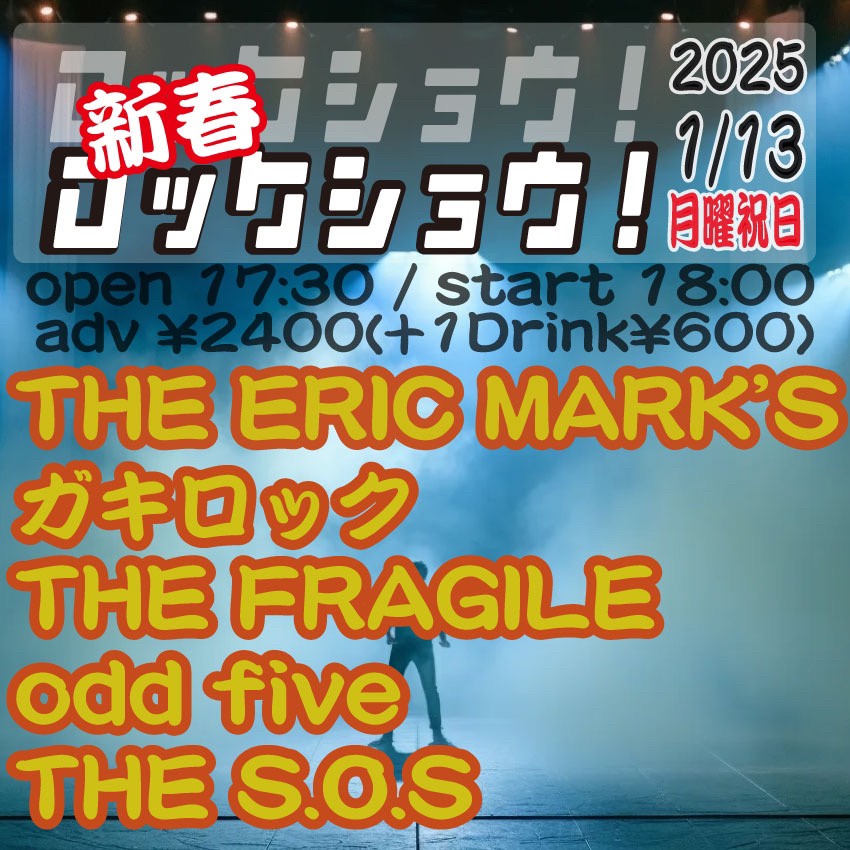 ロックショウ!
新春
ロックショウ!
2025
1/13
月曜祝日
open 17:30 / start 18:00
adv ¥2400(+1Drink¥600)
THE ERIC MARK'S
ガキロック
THE FRAGILE
odd five
THE S.O.S